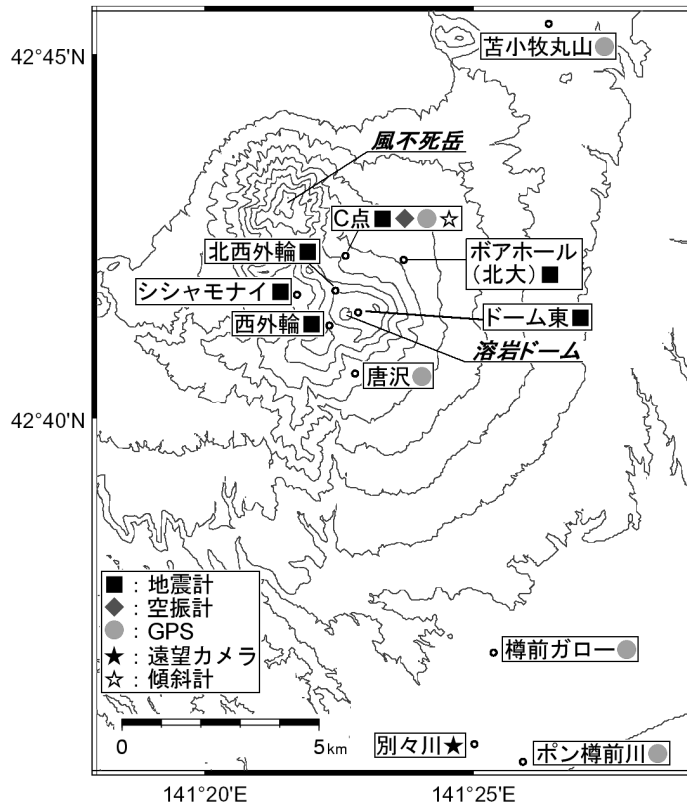 42°45'N
苫小牧丸山
風不死岳
C点
北西外輪
ボアホール
(北大)
シシャモナイ
ドーム東
西外輪
溶岩ドーム
唐沢
42°40'N
：地震計
：空振計
：GPS
：遠望カメラ
：傾斜計
樽前ガロー
0 5km
別々川
ポン樽前川
141°20'E 141°25'E